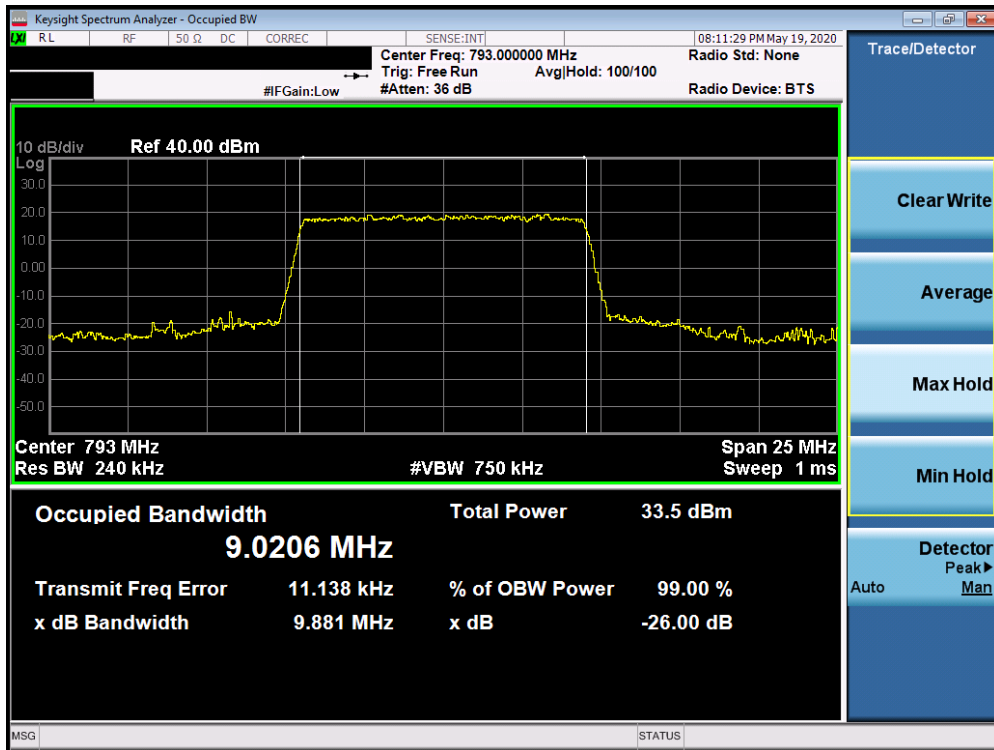 Keysight Spectrum Analyzer - Occupied BW
LXI RL RF 50 Ω DC CORREC SENSE:INT 08:11:29 PM May 19, 2020
Center Freq: 793.000000 MHz Radio Std: None
Trig: Free Run Avg|Hold: 100/100
#IFGain:Low #Atten: 36 dB Radio Device: BTS
10 dB/div Ref 40.00 dBm
Log
30.0
20.0
10.0
0.00
-10.0
-20.0
-30.0
-40.0
-50.0
Center 793 MHz Span 25 MHz
Res BW 240 kHz #VBW 750 kHz Sweep 1 ms
Occupied Bandwidth Total Power 33.5 dBm
9.0206 MHz
Transmit Freq Error 11.138 kHz % of OBW Power 99.00 %
x dB Bandwidth 9.881 MHz x dB -26.00 dB
MSG STATUS
Trace/Detector
Clear Write
Average
Max Hold
Min Hold
Detector
Peak▶
Auto Man